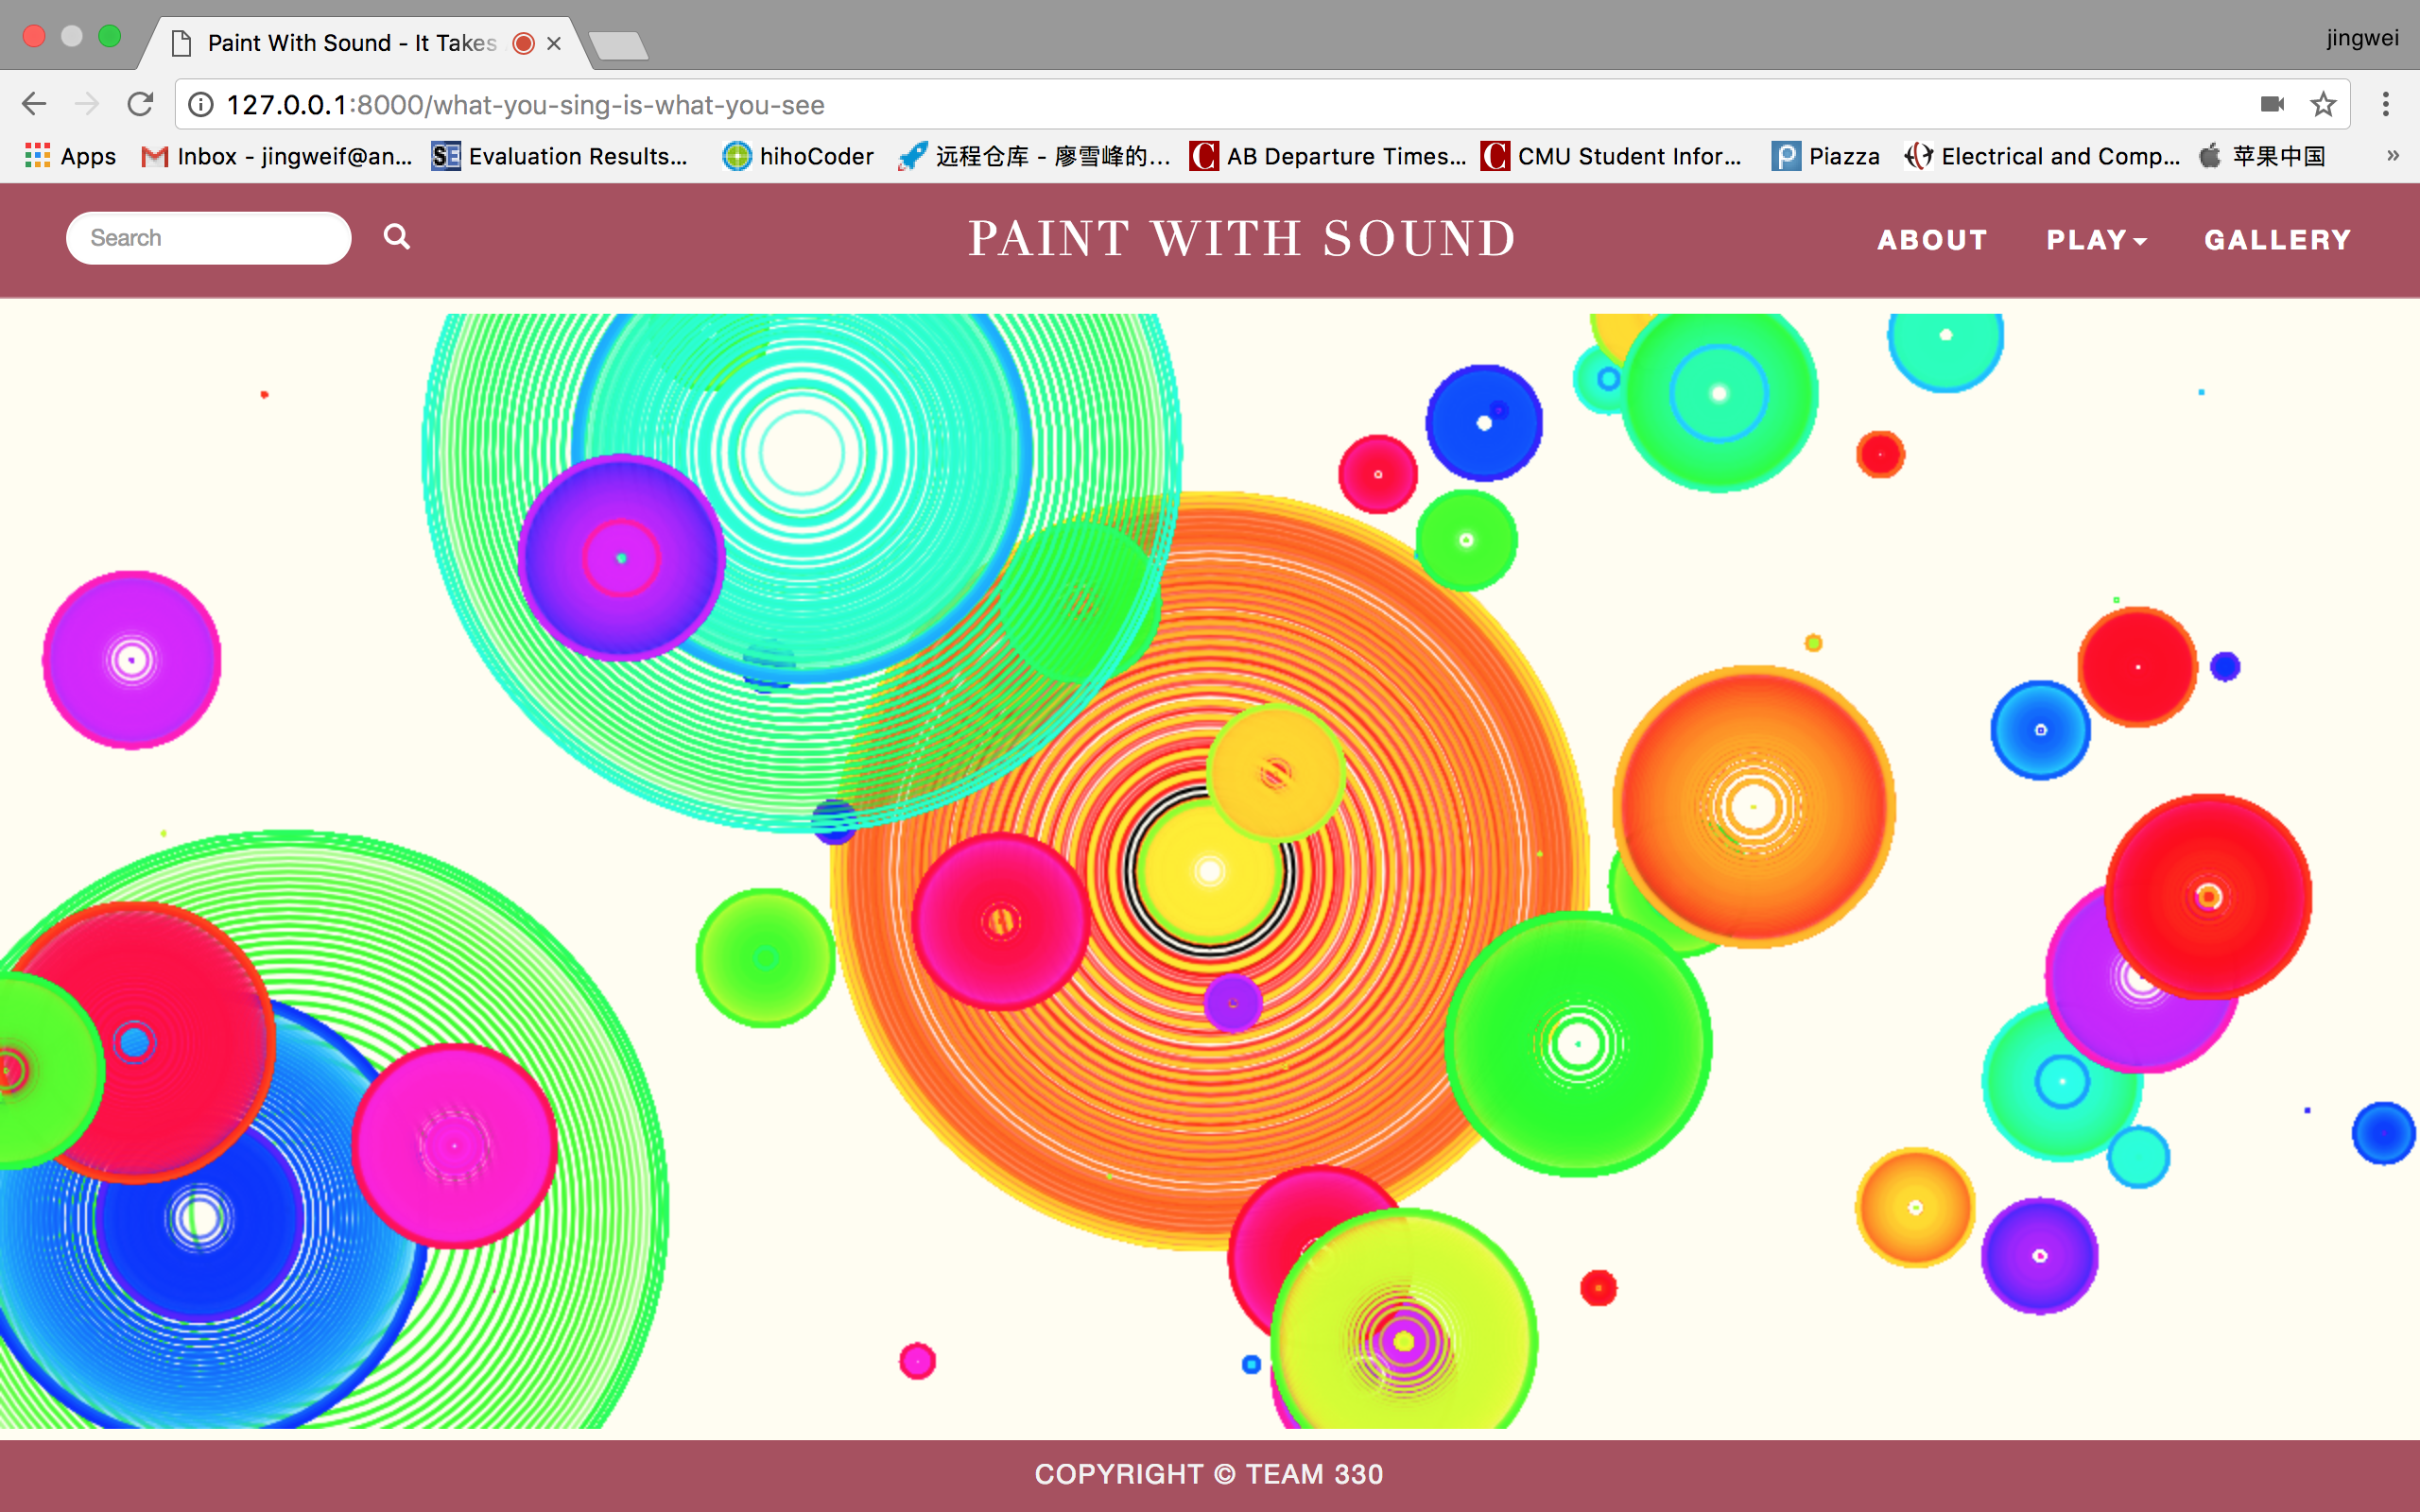 Paint With Sound - It Takes
jingwei
127.0.0.1:8000/what-you-sing-is-what-you-see
Apps Inbox - jingweif@an... SE Evaluation Results... hihoCoder 远程仓库 - 廖雪峰的... C AB Departure Times... C CMU Student Infor... Piazza Electrical and Comp... 苹果中国 »
Search PAINT WITH SOUND ABOUT PLAY GALLERY
COPYRIGHT © TEAM 330